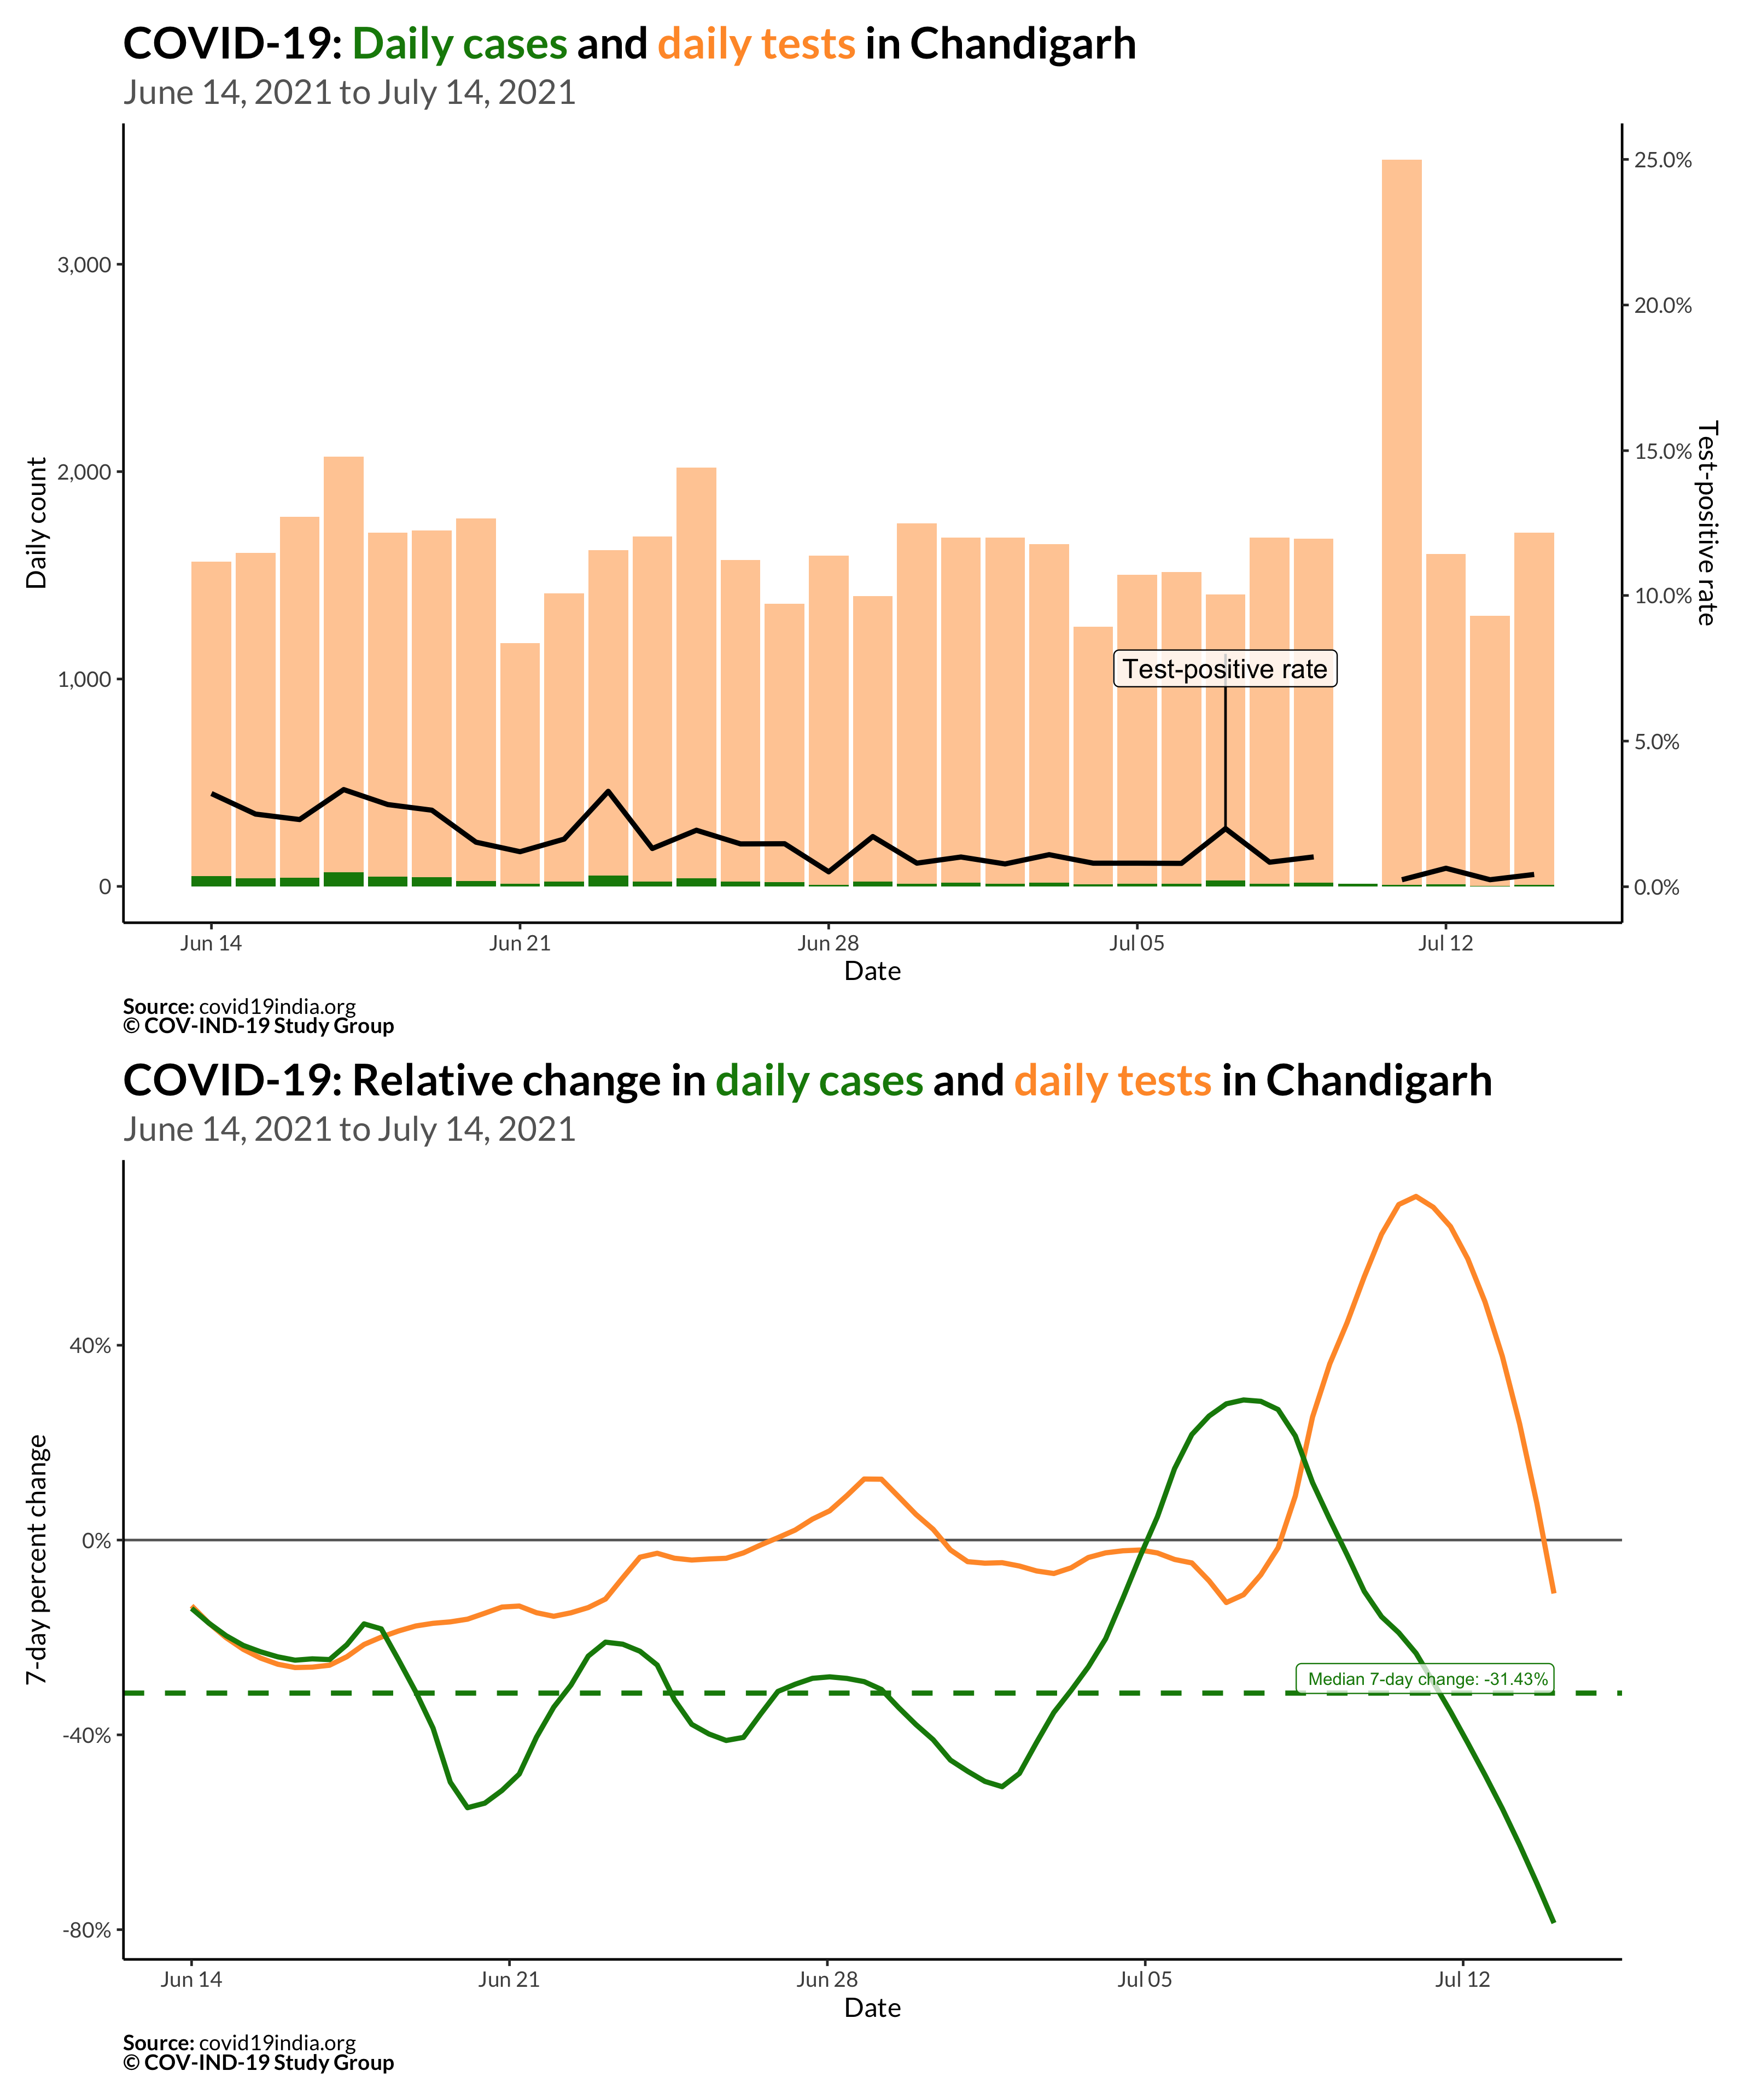 COVID-19: Daily cases and daily tests in Chandigarh
June 14, 2021 to July 14, 2021
Daily count
3,000
2,000
1,000
0
25.0%
20.0%
15.0%
10.0%
5.0%
0.0%
Test-positive rate
Test-positive rate
Jun 14
Jun 21
Jun 28
Jul 05
Jul 12
Date
Source: covid19india.org
© COV-IND-19 Study Group
COVID-19: Relative change in daily cases and daily tests in Chandigarh
June 14, 2021 to July 14, 2021
7-day percent change
40%
0%
-40%
-80%
Median 7-day change: -31.43%
Jun 14
Jun 21
Jun 28
Jul 05
Jul 12
Date
Source: covid19india.org
© COV-IND-19 Study Group